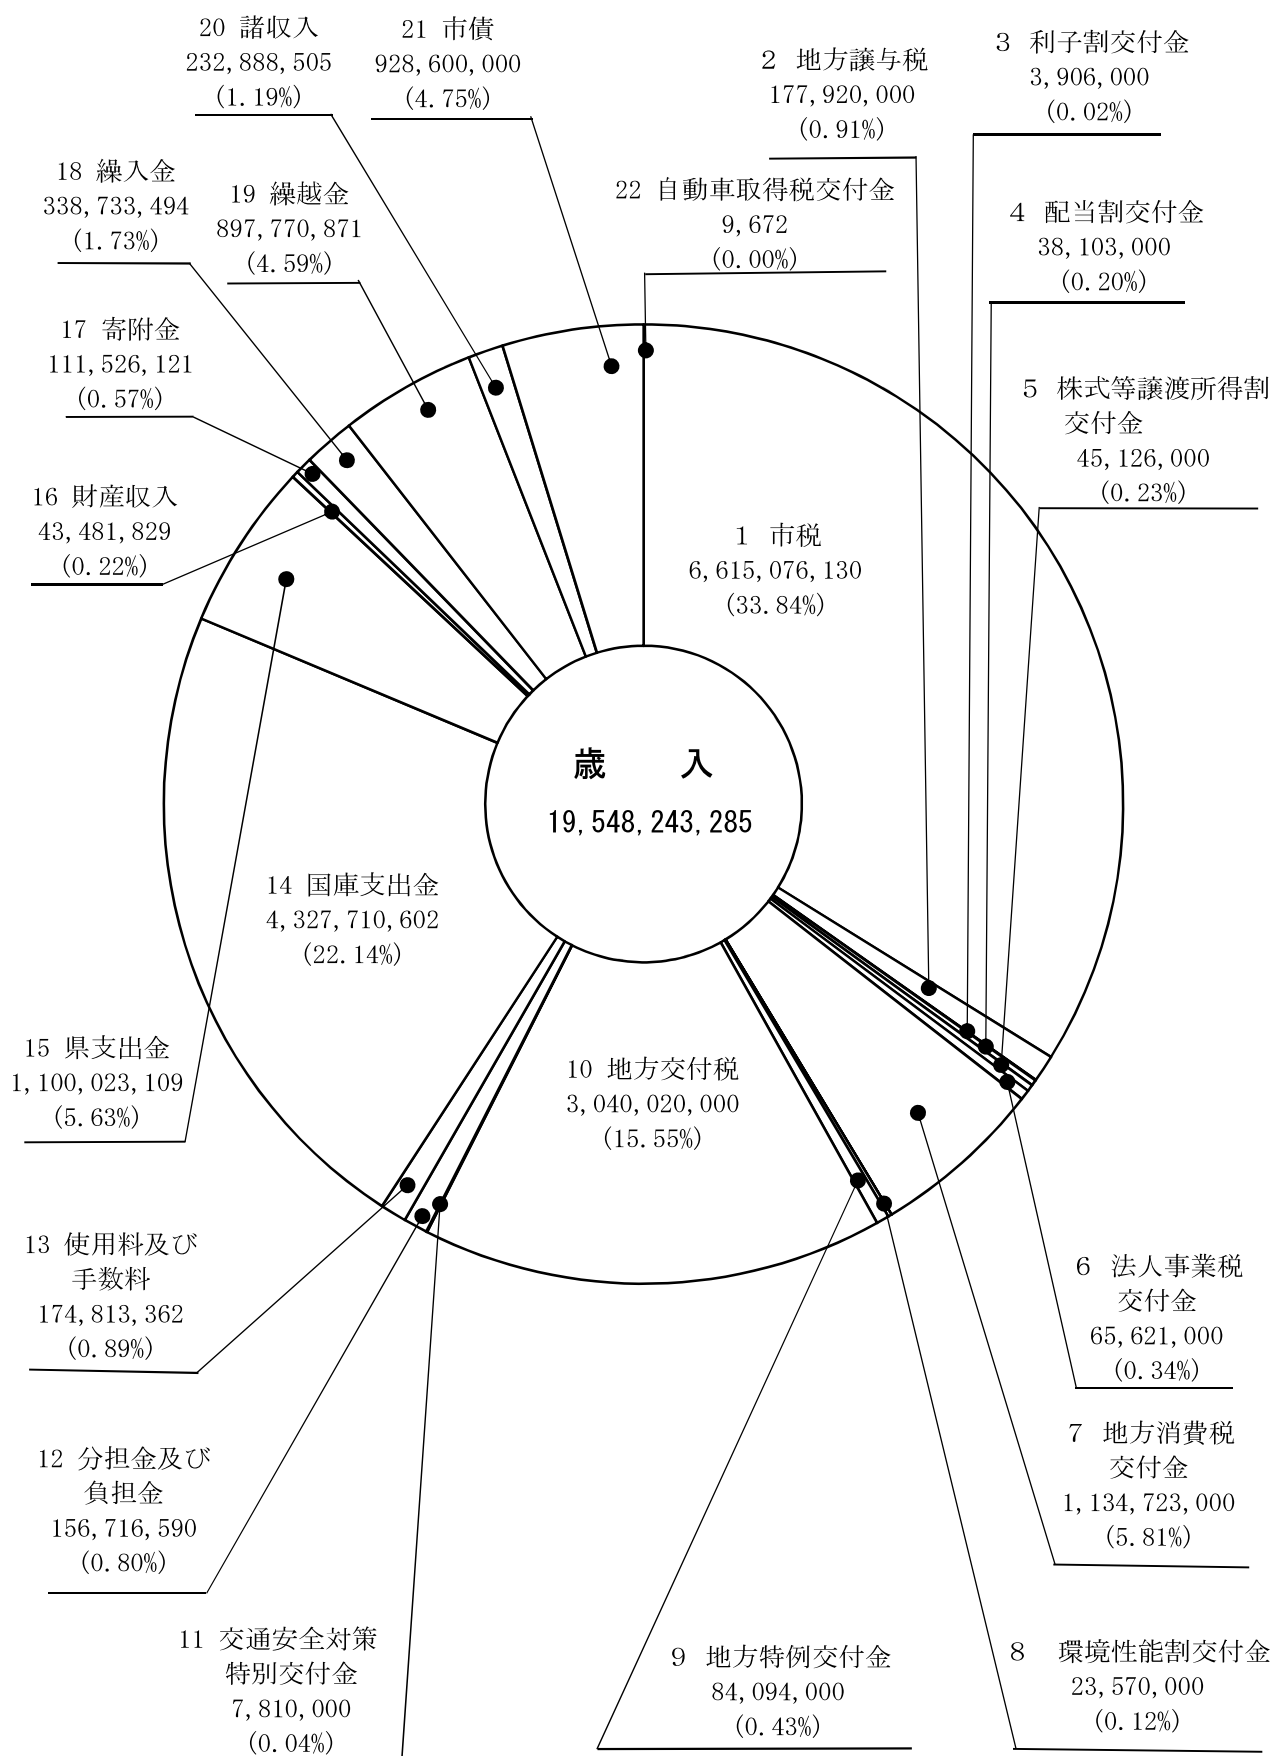 20 諸収入
232,888,505
(1.19%)
21 市債
928,600,000
(4.75%)
2 地方譲与税
177,920,000
(0.91%)
3 利子割交付金
3,906,000
(0.02%)
18 繰入金
338,733,494
(1.73%)
19 繰越金
897,770,871
(4.59%)
22 自動車取得税交付金
9,672
(0.00%)
4 配当割交付金
38,103,000
(0.20%)
17 寄附金
111,526,121
(0.57%)
5 株式等譲渡所得割
交付金
45,126,000
(0.23%)
16 財産収入
43,481,829
(0.22%)
1 市税
6,615,076,130
(33.84%)
歳 入
19,548,243,285
14 国庫支出金
4,327,710,602
(22.14%)
15 県支出金
1,100,023,109
(5.63%)
10 地方交付税
3,040,020,000
(15.55%)
13 使用料及び
手数料
174,813,362
(0.89%)
6 法人事業税
交付金
65,621,000
(0.34%)
12 分担金及び
負担金
156,716,590
(0.80%)
7 地方消費税
交付金
1,134,723,000
(5.81%)
11 交通安全対策
特別交付金
7,810,000
(0.04%)
9 地方特例交付金
84,094,000
(0.43%)
8 環境性能割交付金
23,570,000
(0.12%)